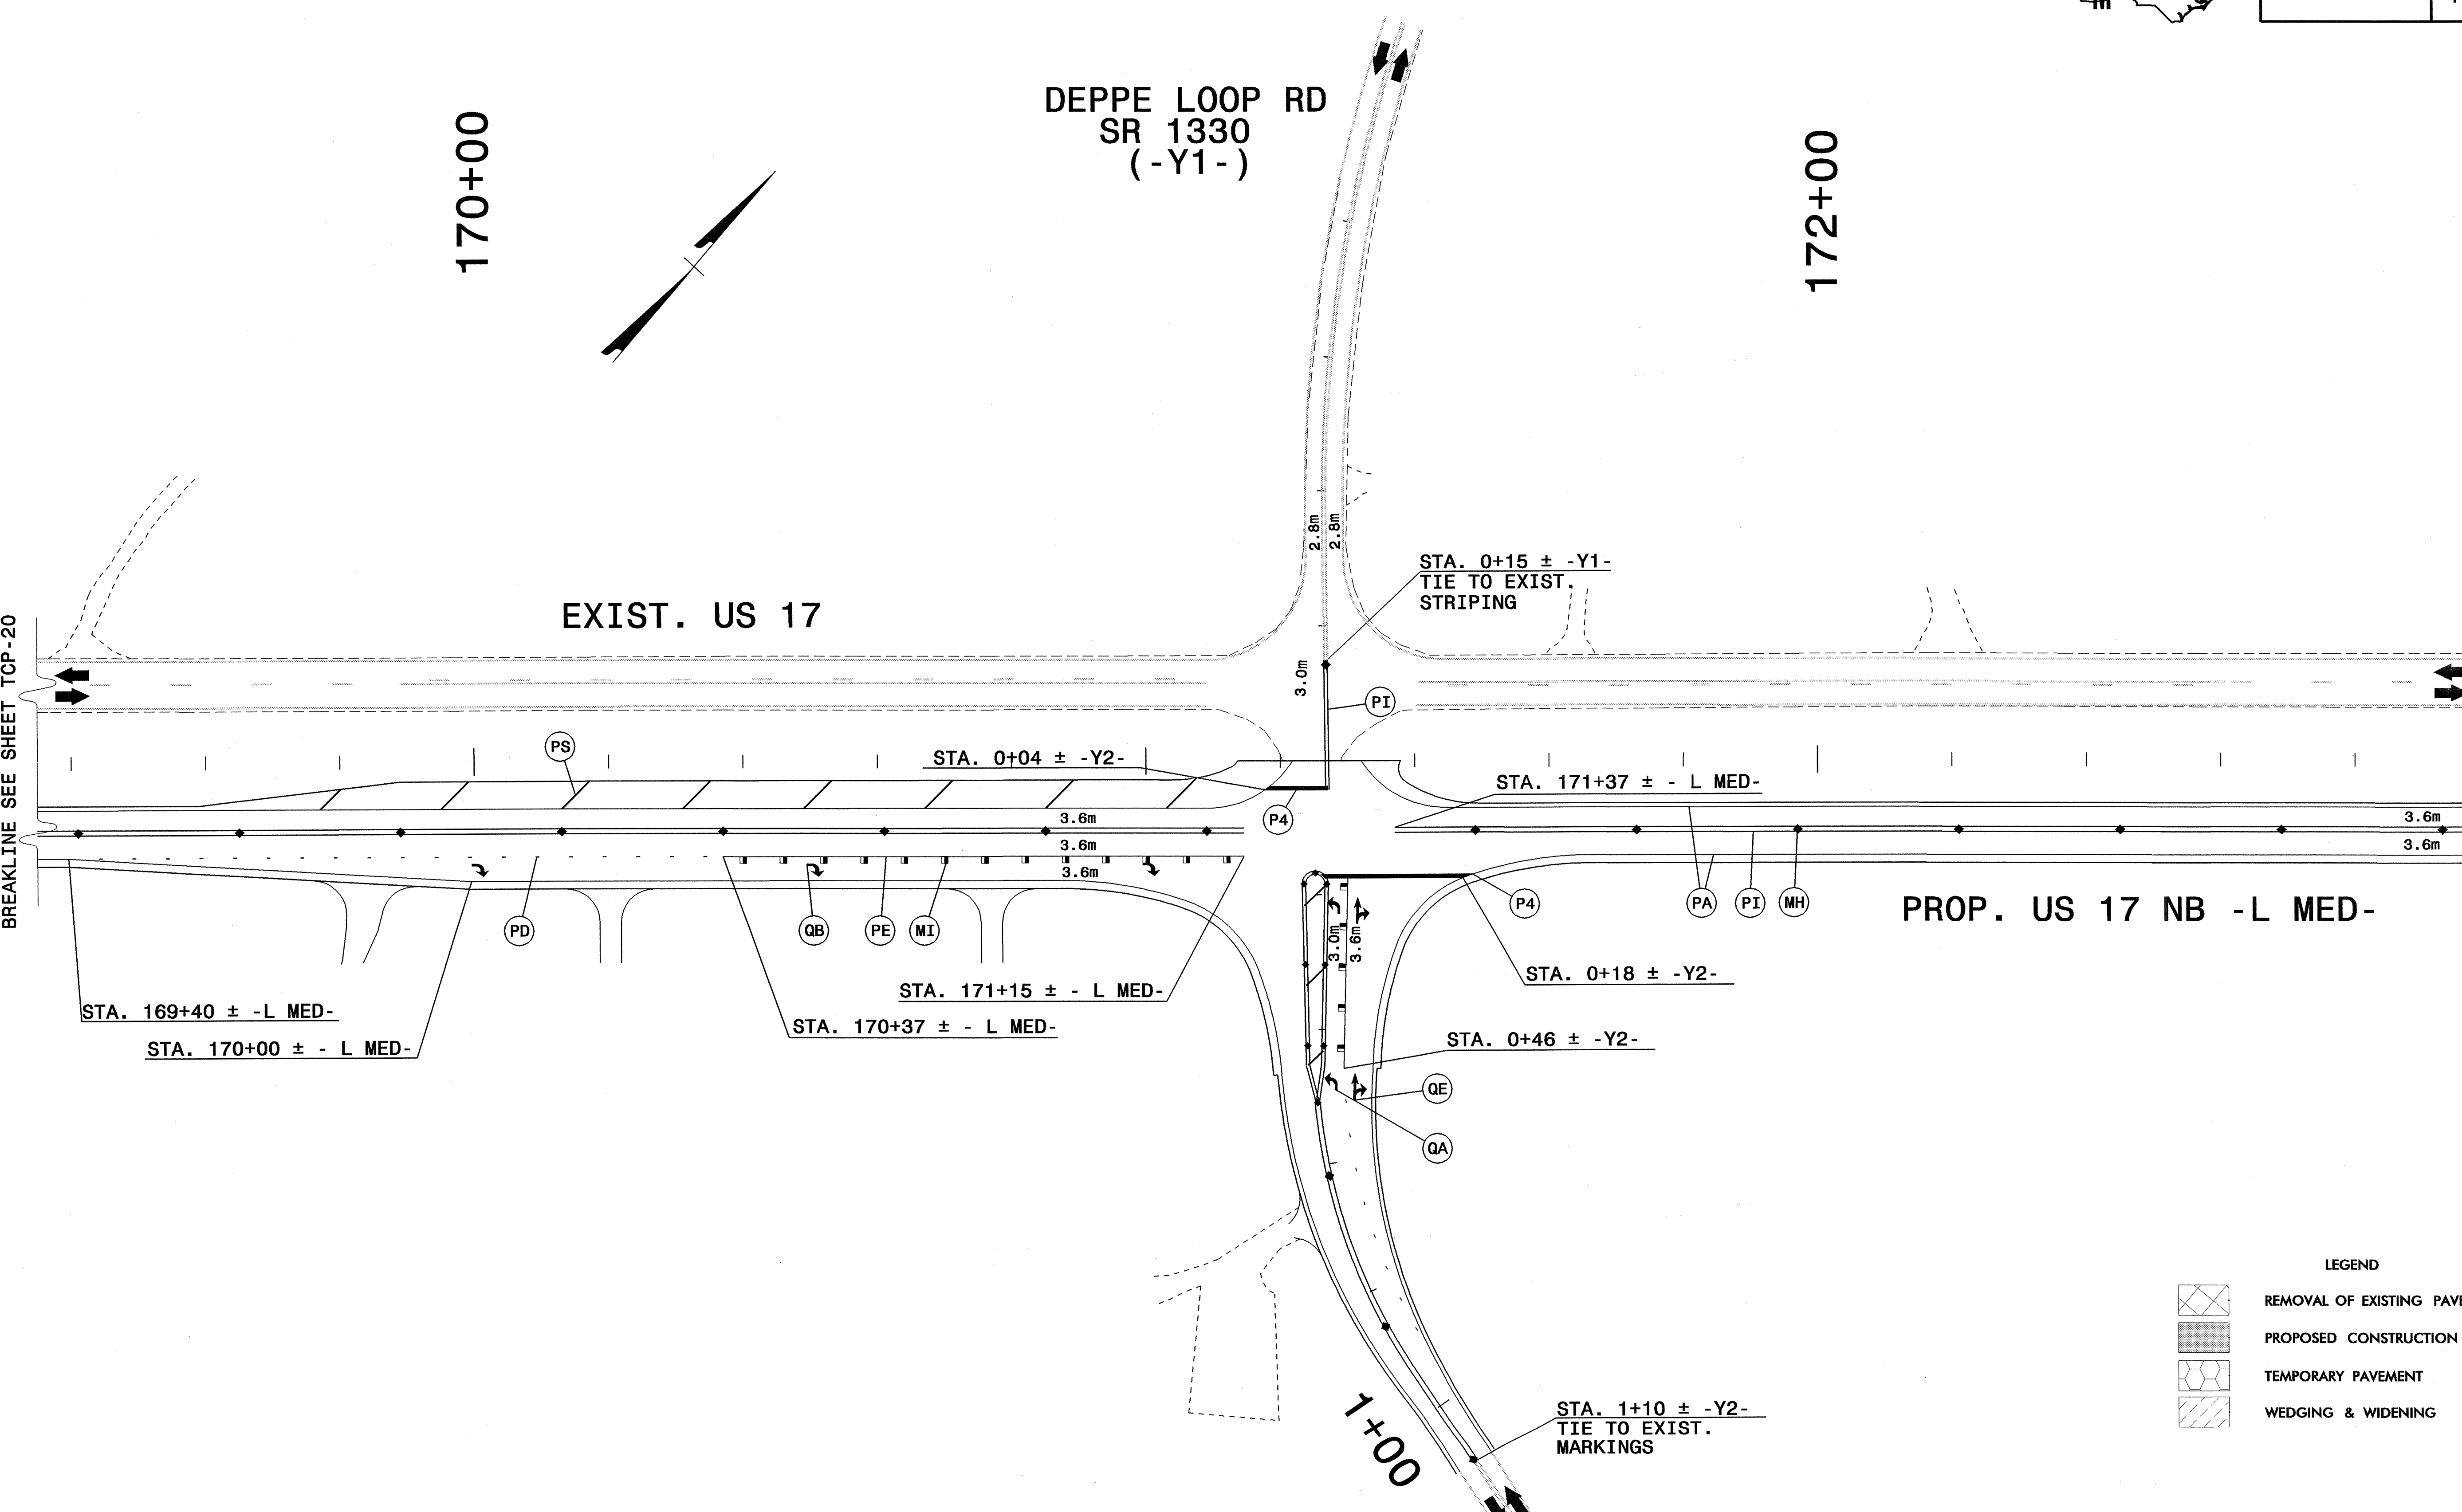 DEPPE LOOP RD
SR 1330
(-Y1-)
170+00
172+00
2.8m
2.8m
STA. 0+15 ± -Y1-
TIE TO EXIST.
STRIPING
EXIST. US 17
BREAKLINE SEE SHEET TCP-20
3.0m
PI
PS
STA. 0+04 ± -Y2-
STA. 171+37 ± - L MED-
P4
3.6m
3.6m
3.6m
3.6m
3.6m
PD
QB
PE
MI
3.0m
3.6m
P4
PA
PI
MH
PROP. US 17 NB -L MED-
STA. 0+18 ± -Y2-
STA. 171+15 ± - L MED-
STA. 169+40 ± -L MED-
STA. 170+37 ± - L MED-
STA. 170+00 ± - L MED-
STA. 0+46 ± -Y2-
QE
QA
1+00
STA. 1+10 ± -Y2-
TIE TO EXIST.
MARKINGS
LEGEND
REMOVAL OF EXISTING PAVE
PROPOSED CONSTRUCTION
TEMPORARY PAVEMENT
WEDGING & WIDENING